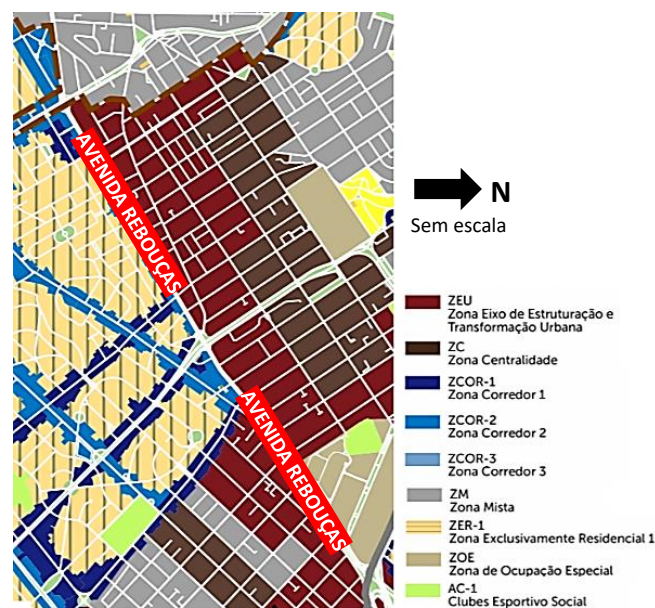 AVENIDA REBOUÇAS
N
Sem escala
AVENIDA REBOUÇAS
ZEU
Zona Eixo de Estruturação e
Transformação Urbana
ZC
Zona Centralidade
ZCOR-1
Zona Corredor 1
ZCOR-2
Zona Corredor 2
ZCOR-3
Zona Corredor 3
ZM
Zona Mista
ZER-1
Zona Exclusivamente Residencial 1
ZOE
Zona de Ocupação Especial
AC-1
Clubes Esportivo Social